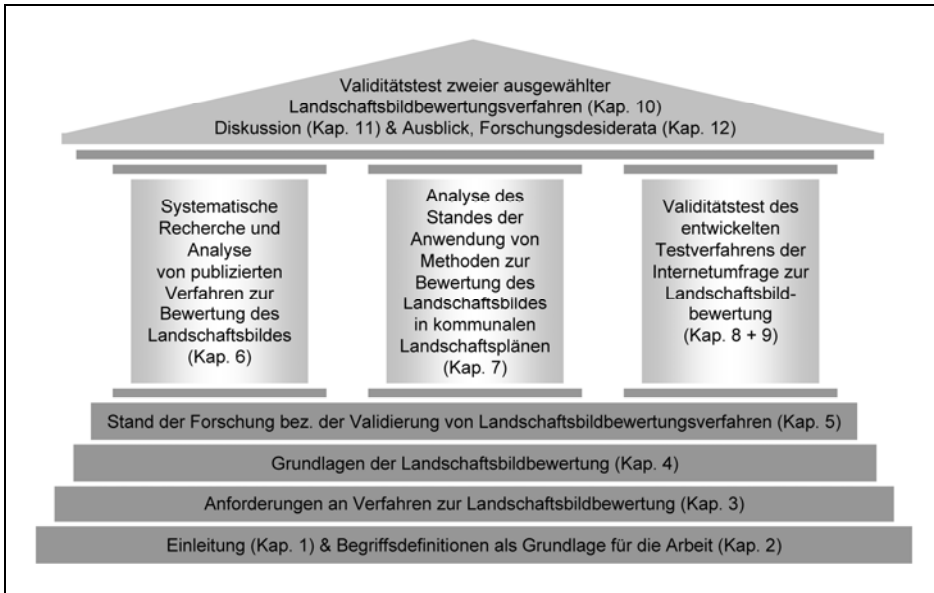 Validitätstest zweier ausgewählter
Landschaftsbildbewertungsverfahren (Kap. 10)
Diskussion (Kap. 11) & Ausblick, Forschungsdesiderata (Kap. 12)
Systematische
Recherche und
Analyse
von publizierten
Verfahren zur
Bewertung des
Landschaftsbildes
(Kap. 6)
Analyse des
Standes der
Anwendung von
Methoden zur
Bewertung des
Landschaftsbildes
in kommunalen
Landschaftsplänen
(Kap. 7)
Validitätstest des
entwickelten
Testverfahrens der
Internetumfrage zur
Landschaftsbild-
bewertung
(Kap. 8 + 9)
Stand der Forschung bez. der Validierung von Landschaftsbildbewertungsverfahren (Kap. 5)
Grundlagen der Landschaftsbildbewertung (Kap. 4)
Anforderungen an Verfahren zur Landschaftsbildbewertung (Kap. 3)
Einleitung (Kap. 1) & Begriffsdefinitionen als Grundlage für die Arbeit (Kap. 2)